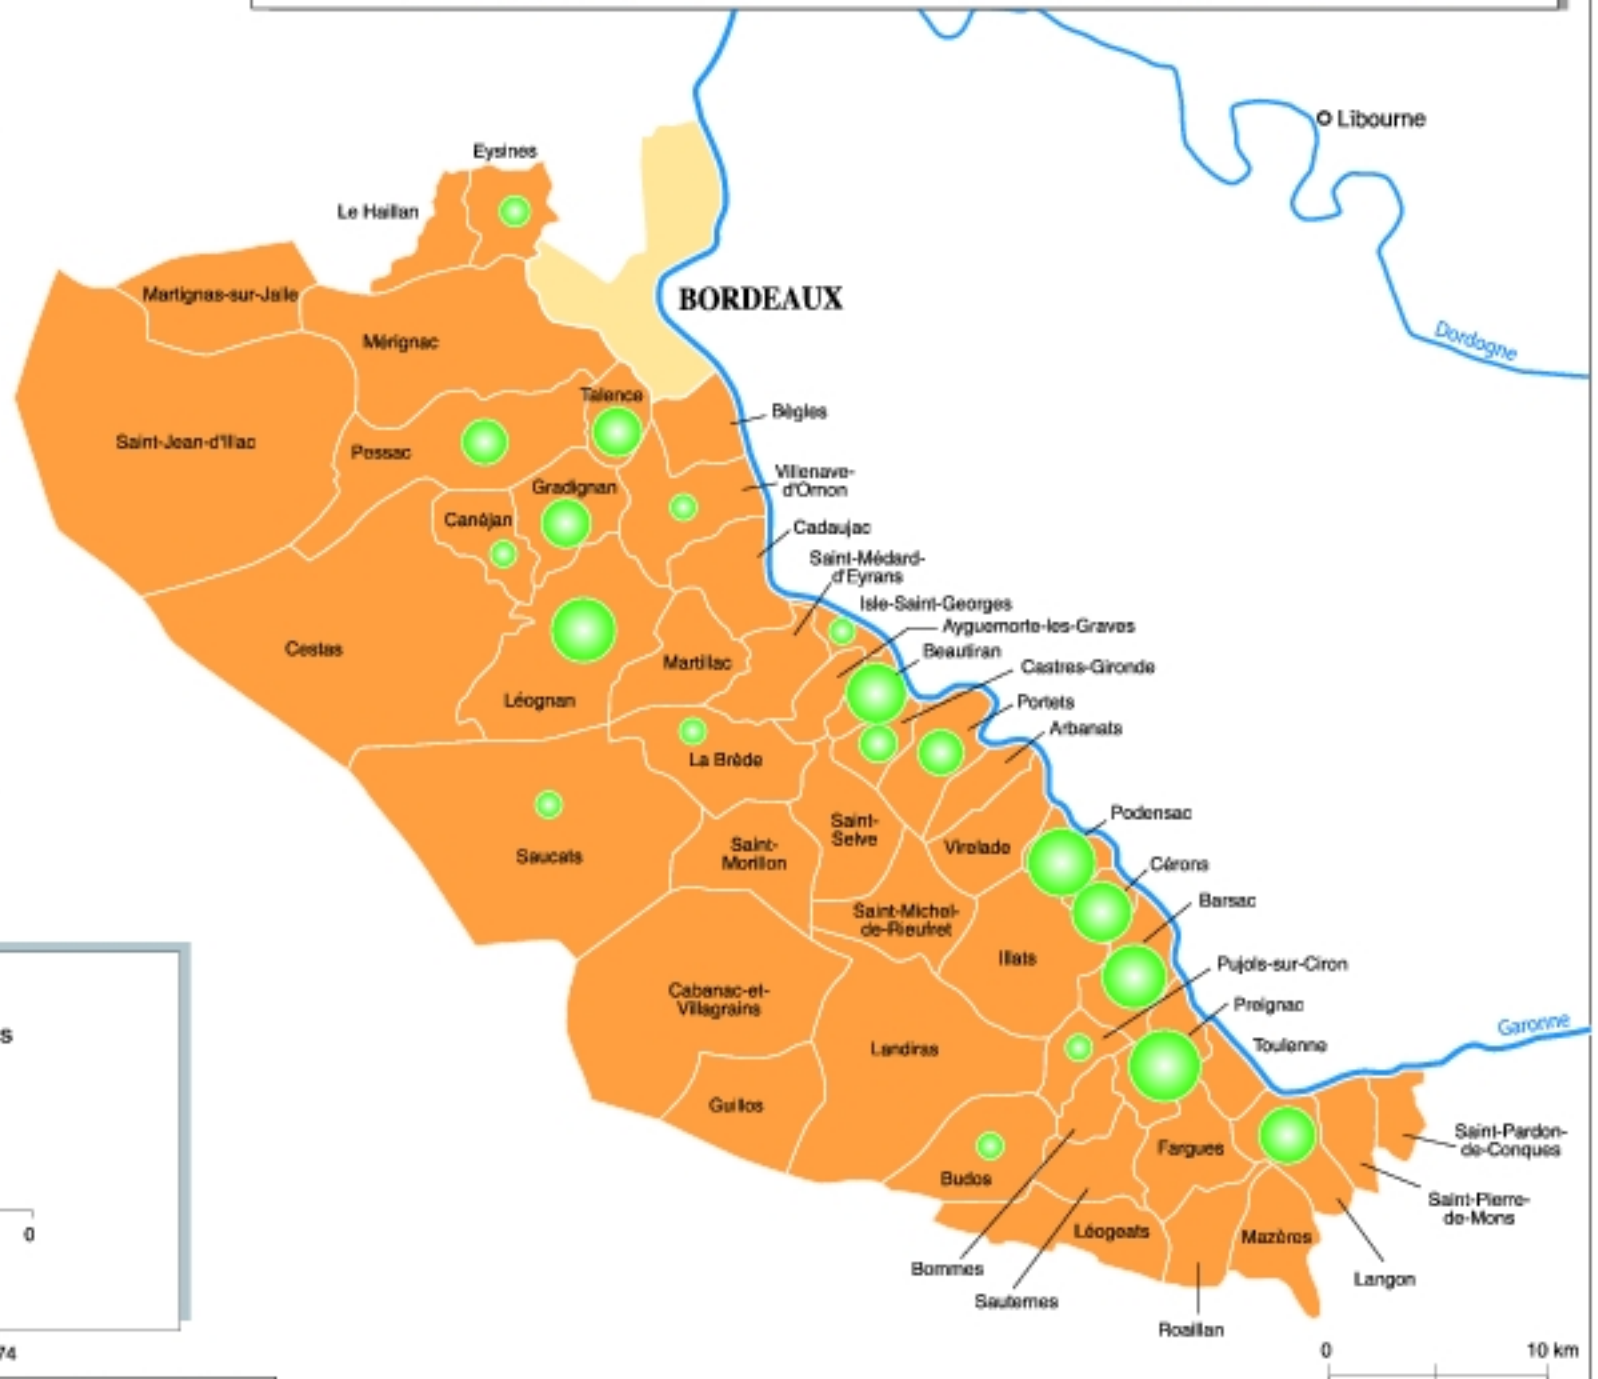 Libourne
Eysines
Le Haillan
Martignas-sur-Jalle
BORDEAUX
Mérignac
Dordogne
Talence
Bègles
Saint-Jean-d'Illac
Pessac
Villenave-
d'Ornon
Gradignan
Canéjan
Cadaujac
Saint-Médard-
d'Eyrans
Isle-Saint-Georges
Ayguemorte-les-Graves
Cestas
Beautiran
Martillac
Castres-Gironde
Léognan
Portets
Arbanats
La Brède
Podensac
Saint-
Selve
Virelade
Saucats
Saint-
Morillon
Cérons
Barsac
Saint-Michel-
de-Rieufret
Illats
Pujols-sur-Ciron
Cabanac-et-
Villagrains
Preignac
Garonne
s
Landiras
Toulenne
Guillos
Saint-Pardon-
de-Conques
Fargues
Budos
Saint-Pierre-
de-Mons
0
Léogeats
Mazères
Bommes
Langon
Sauternes
Roaillan
74
0 10 km